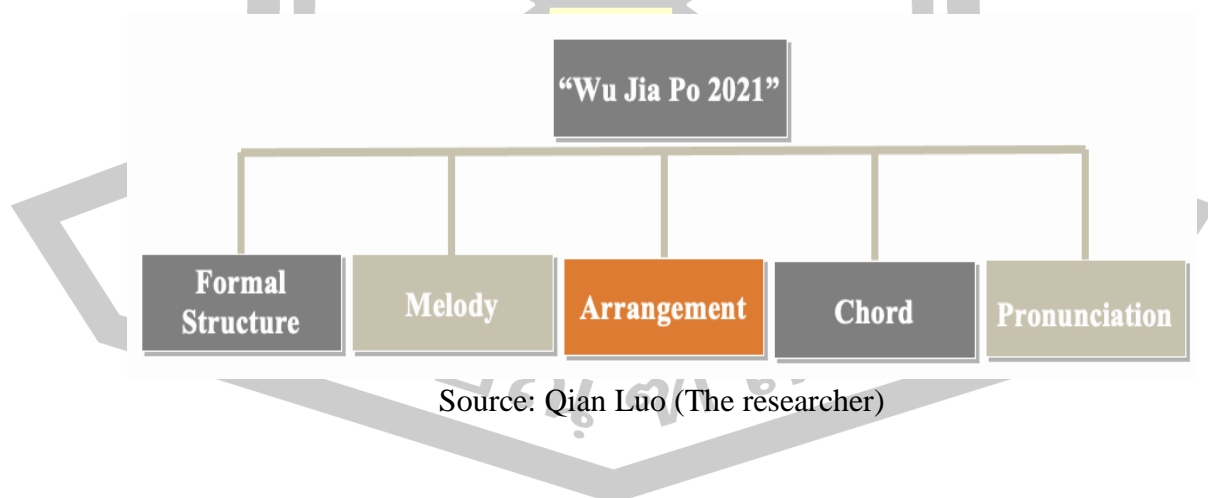 “Wu Jia Po 2021”
Formal
Structure
Melody
Arrangement
Chord
Pronunciation
Source: Qian Luo (The researcher)